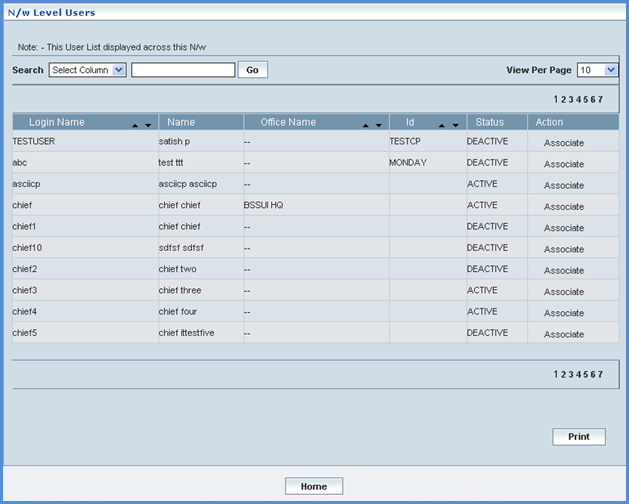 N/w Level Users
Note: - This User List displayed across this N/w
Search Select Column Go View Per Page 10
1 2 3 4 5 6 7
Login Name Name Office Name Id Status Action
TESTUSER satish p -- TESTCP DEACTIVE Associate
abc test ttt -- MONDAY DEACTIVE Associate
asciicp asciicp asciicp -- ACTIVE Associate
chief chief chief BSSUI HQ ACTIVE Associate
chief1 chief chief -- DEACTIVE Associate
chief10 sdfsf sdfsf -- DEACTIVE Associate
chief2 chief two -- DEACTIVE Associate
chief3 chief three -- ACTIVE Associate
chief4 chief four -- ACTIVE Associate
chief5 chief ittestfive -- DEACTIVE Associate
1 2 3 4 5 6 7
Print
Home